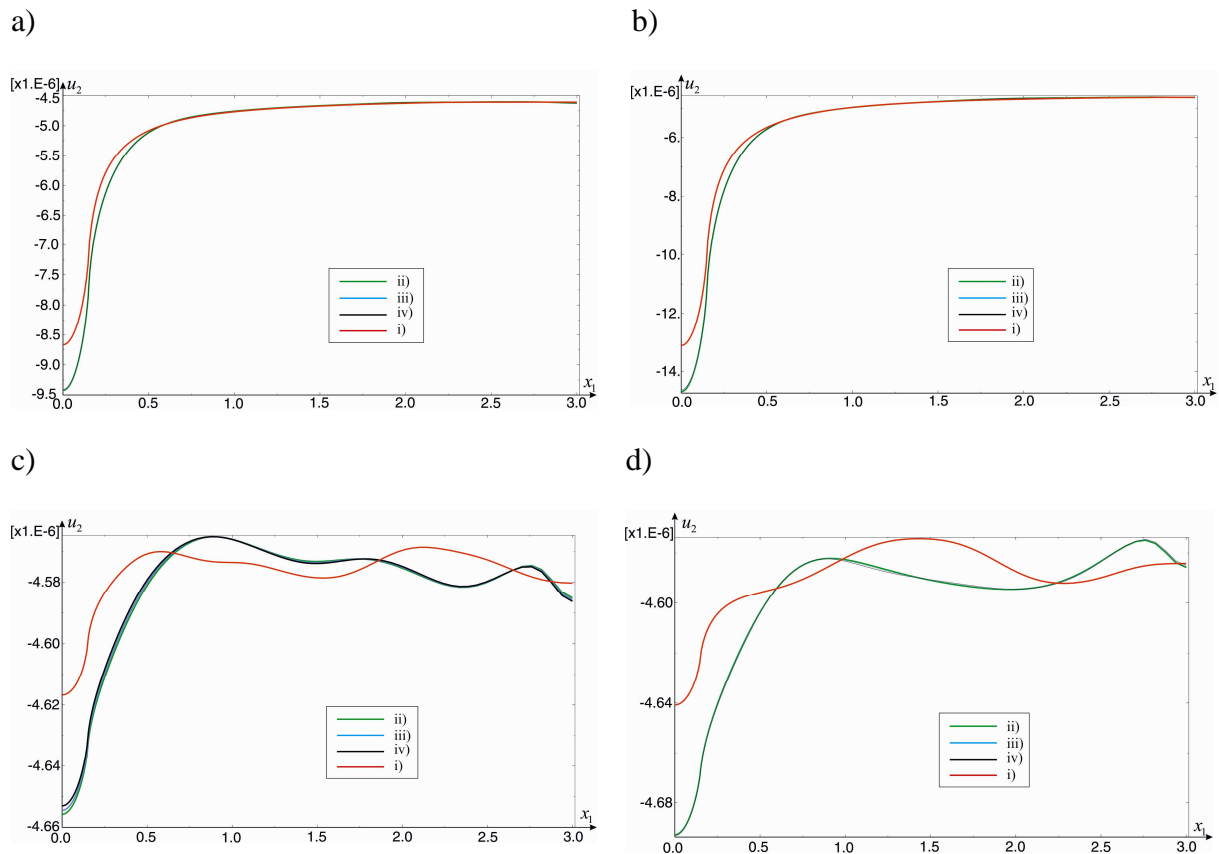 a)
[x1.E-6] u2
-4.5
-5.0
-5.5
-6.0
-6.5
-7.0
-7.5
-8.0
-8.5
-9.0
-9.5
ii)
iii)
iv)
i)
x1
0.0 0.5 1.0 1.5 2.0 2.5 3.0
b)
[x1.E-6] u2
-6.
-8.
-10.
-12.
-14.
ii)
iii)
iv)
i)
x1
0.0 0.5 1.0 1.5 2.0 2.5 3.0
c)
[x1.E-6] u2
-4.58
-4.60
-4.62
-4.64
-4.66
ii)
iii)
iv)
i)
x1
0.0 0.5 1.0 1.5 2.0 2.5 3.0
d)
[x1.E-6] u2
-4.60
-4.64
-4.68
ii)
iii)
iv)
i)
x1
0.0 0.5 1.0 1.5 2.0 2.5 3.0